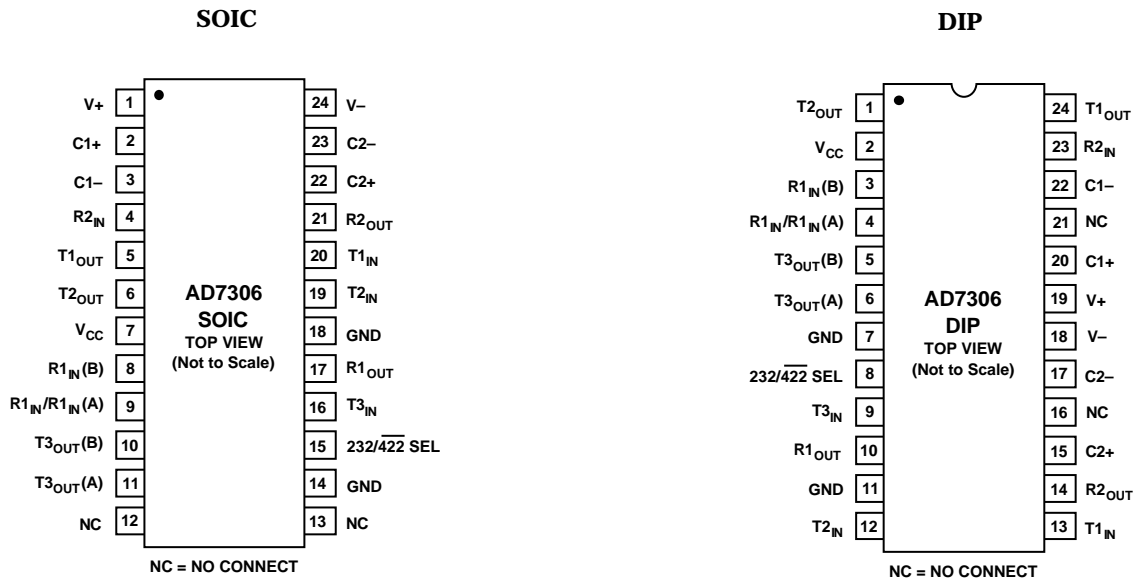 SOIC
V+ 1 24 V–
C1+ 2 23 C2–
C1– 3 22 C2+
R2IN 4 21 R2OUT
T1OUT 5 20 T1IN
T2OUT 6 19 T2IN
VCC 7 18 GND
R1IN(B) 8 17 R1OUT
R1IN/R1IN(A) 9 16 T3IN
T3OUT(B) 10 15 232/4̅2̅2̅ SEL
T3OUT(A) 11 14 GND
NC 12 13 NC
AD7306
SOIC
TOP VIEW
(Not to Scale)
NC = NO CONNECT
DIP
T2OUT 1 24 T1OUT
VCC 2 23 R2IN
R1IN(B) 3 22 C1–
R1IN/R1IN(A) 4 21 NC
T3OUT(B) 5 20 C1+
T3OUT(A) 6 19 V+
GND 7 18 V–
232/4̅2̅2̅ SEL 8 17 C2–
T3IN 9 16 NC
R1OUT 10 15 C2+
GND 11 14 R2OUT
T2IN 12 13 T1IN
AD7306
DIP
TOP VIEW
(Not to Scale)
NC = NO CONNECT